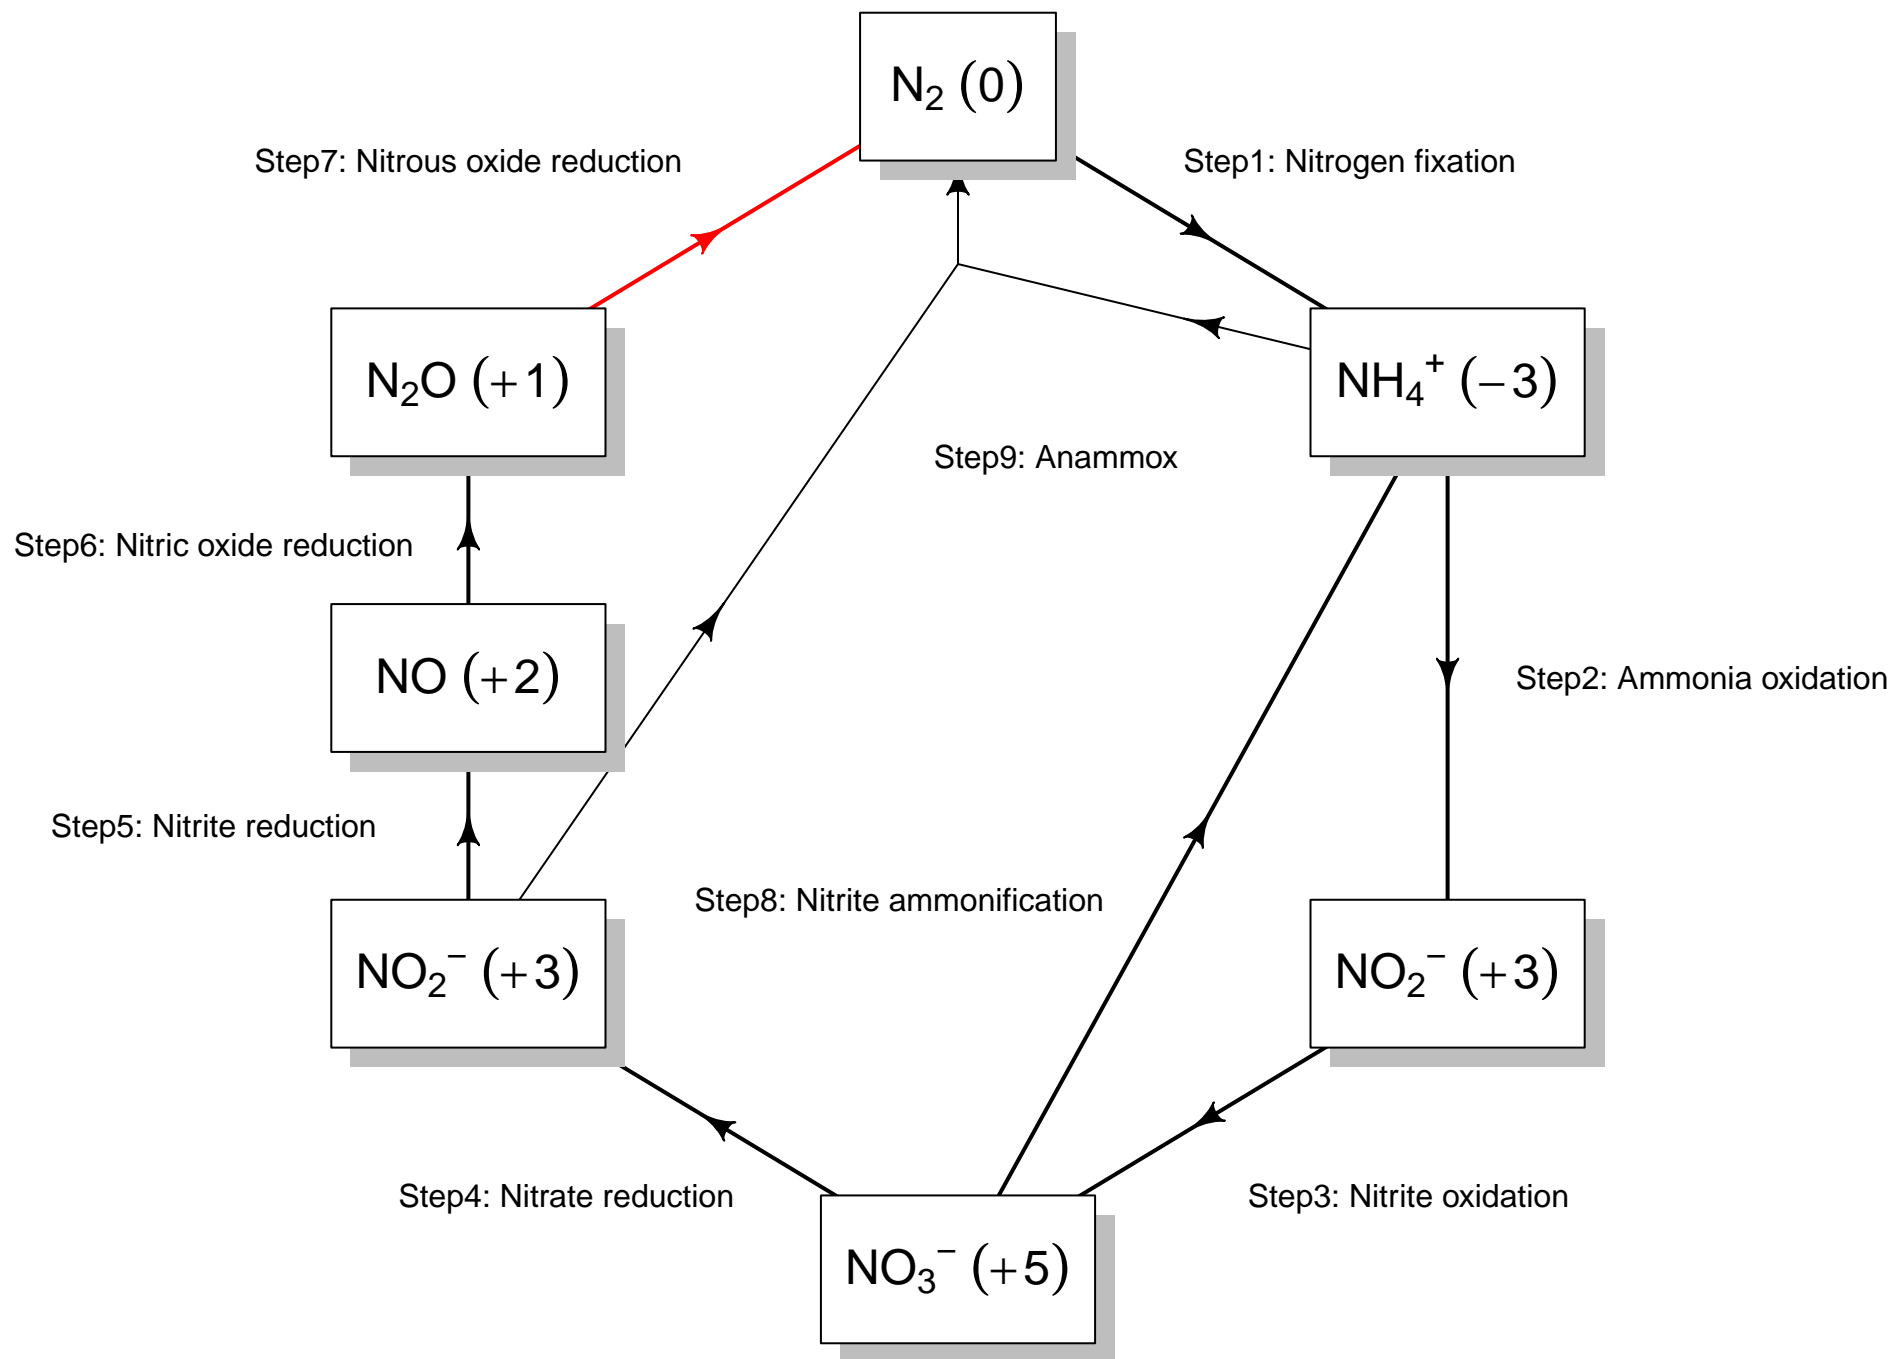 N₂ (0)
Step7: Nitrous oxide reduction
Step1: Nitrogen fixation
N₂O (+1)
NH₄⁺ (−3)
Step9: Anammox
Step6: Nitric oxide reduction
NO (+2)
Step2: Ammonia oxidation
Step5: Nitrite reduction
Step8: Nitrite ammonification
NO₂⁻ (+3)
NO₂⁻ (+3)
Step4: Nitrate reduction
Step3: Nitrite oxidation
NO₃⁻ (+5)